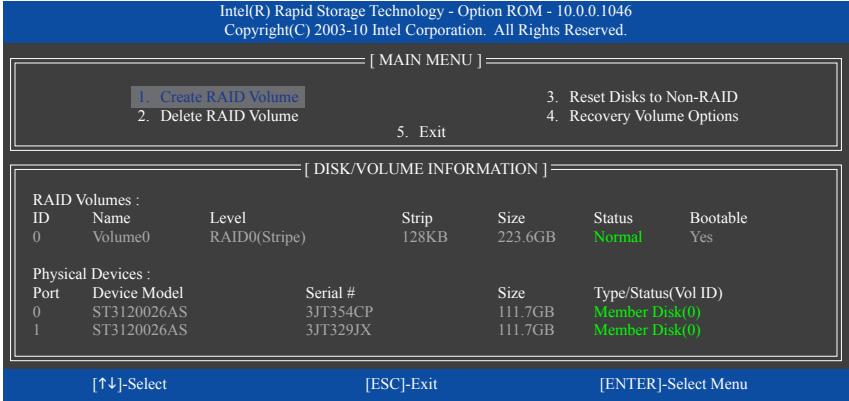 Intel(R) Rapid Storage Technology - Option ROM - 10.0.0.1046
Copyright(C) 2003-10 Intel Corporation. All Rights Reserved.
[ MAIN MENU ]
1. Create RAID Volume 3. Reset Disks to Non-RAID
2. Delete RAID Volume 4. Recovery Volume Options
5. Exit
[ DISK/VOLUME INFORMATION ]
RAID Volumes :
ID Name Level Strip Size Status Bootable
0 Volume0 RAID0(Stripe) 128KB 223.6GB Normal Yes
Physical Devices :
Port Device Model Serial # Size Type/Status(Vol ID)
0 ST3120026AS 3JT354CP 111.7GB Member Disk(0)
1 ST3120026AS 3JT329JX 111.7GB Member Disk(0)
[↑↓]-Select [ESC]-Exit [ENTER]-Select Menu